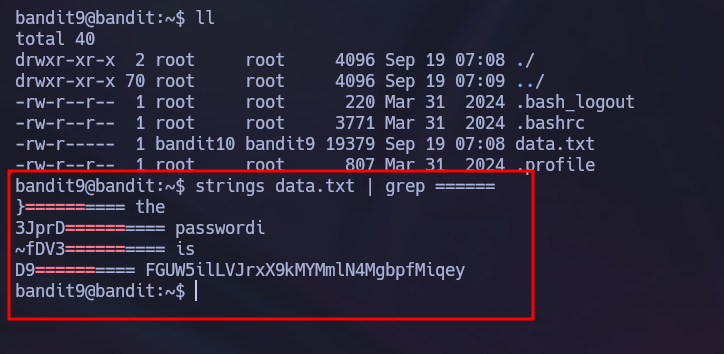 bandit9@bandit:~$ ll
total 40
drwxr-xr-x  2 root     root     4096 Sep 19 07:08 ./
drwxr-xr-x 70 root     root     4096 Sep 19 07:09 ../
-rw-r--r--  1 root     root      220 Mar 31  2024 .bash_logout
-rw-r--r--  1 root     root     3771 Mar 31  2024 .bashrc
-rw-r-----  1 bandit10 bandit9 19379 Sep 19 07:08 data.txt
-rw-r--r--  1 root     root      807 Mar 31  2024 .profile
bandit9@bandit:~$ strings data.txt | grep ======
}========== the
3JprD========== passwordi
~fDV3========== is
D9========== FGUW5ilLVJrxX9kMYMmlN4MgbpfMiqey
bandit9@bandit:~$